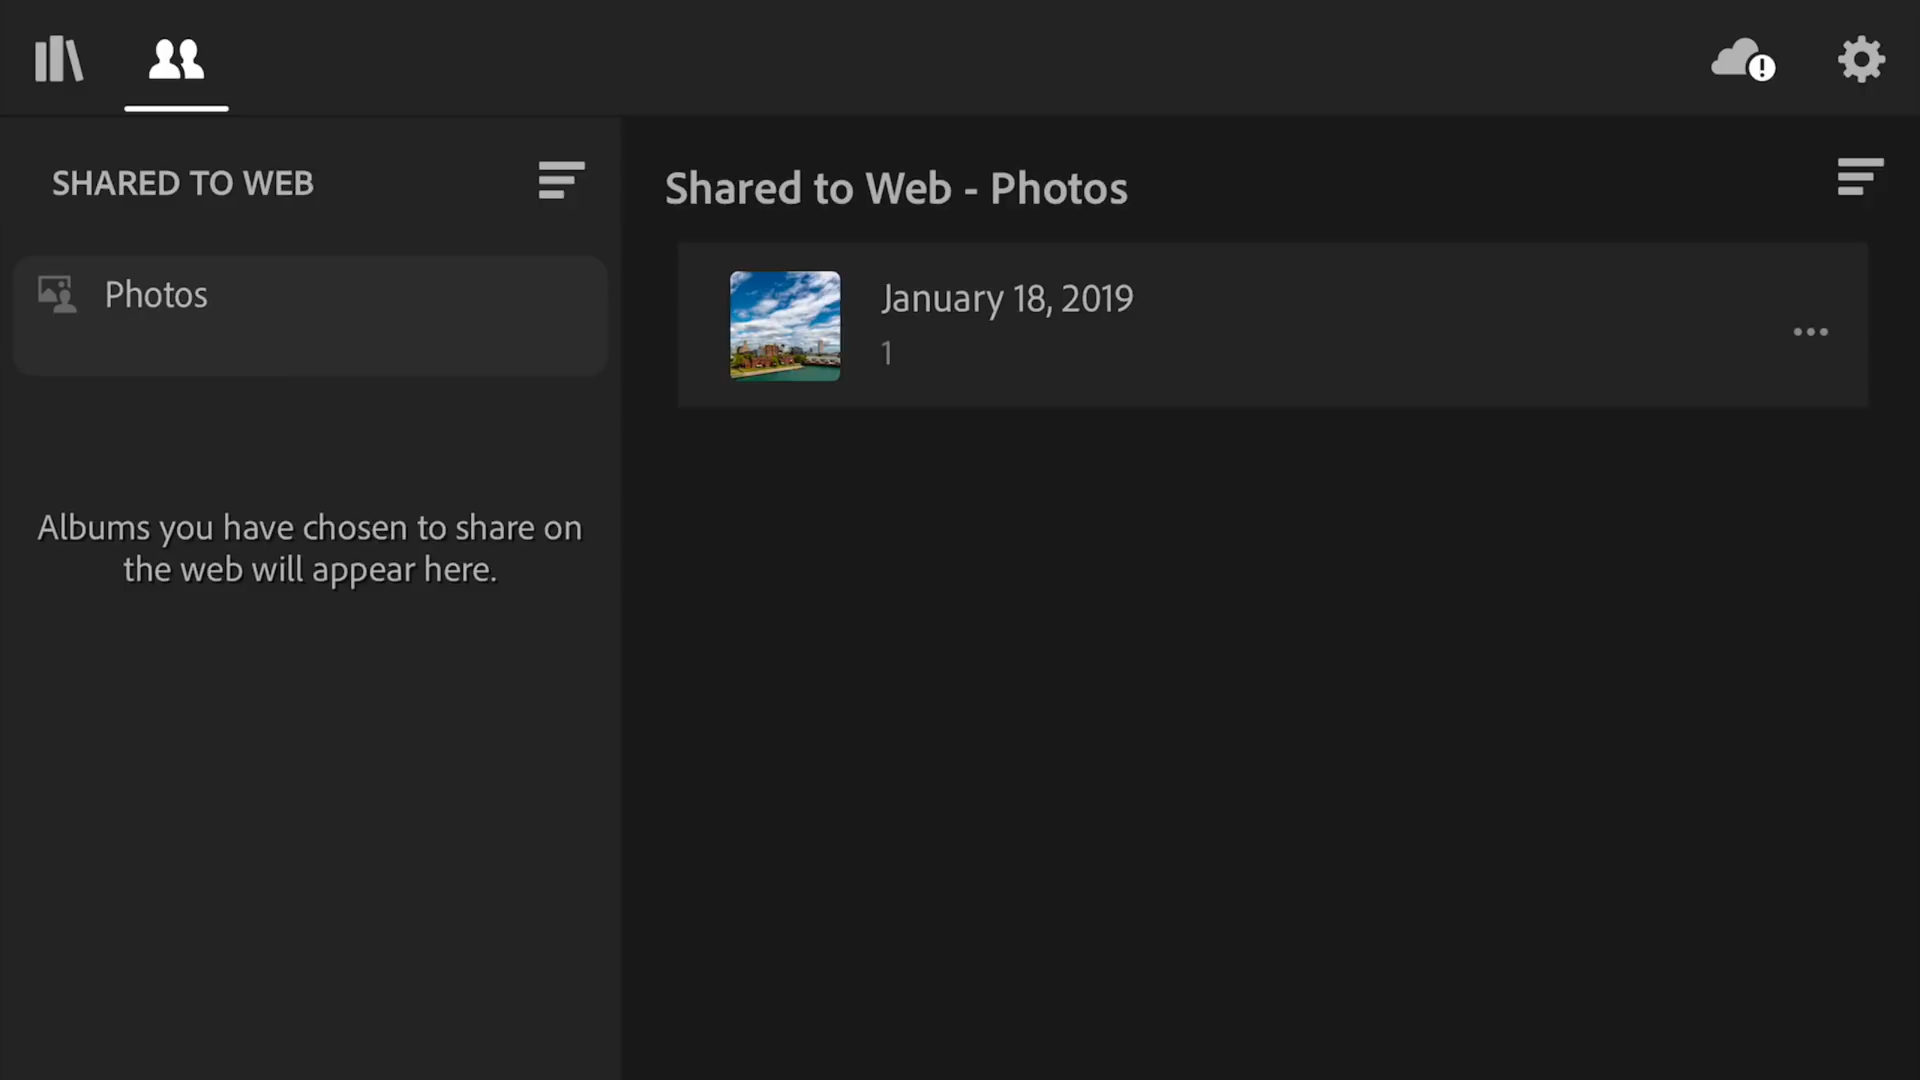 SHARED TO WEB
Photos
Albums you have chosen to share on
the web will appear here.
Shared to Web - Photos
January 18, 2019
1